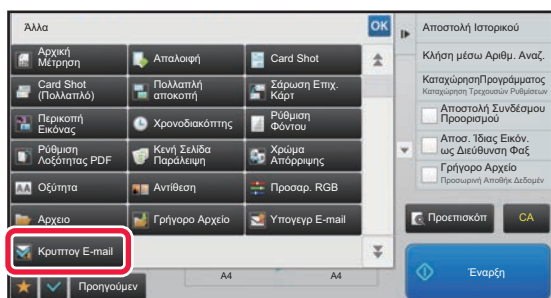 Άλλα
OK
Αρχική
Μέτρηση
Απαλοιφή
Card Shot
Card Shot
(Πολλαπλό)
Πολλαπλή
αποκοπή
Σάρωση Επιχ.
Κάρτ
Περικοπή
Εικόνας
Χρονοδιακόπτης
Ρύθμιση
Φόντου
Ρύθμιση
Λοξότητας PDF
Κενή Σελίδα
Παράλειψη
Χρώμα
Απόρριψης
AA Οξύτητα
Αντίθεση
Προσαρ. RGB
Αρχειο
Γρήγορο Αρχείο
Υπογεγρ E-mail
Κρυπτογ E-mail
Προηγούμεν
A4
A4
Αποστολή Ιστορικού
Κλήση μέσω Αριθμ. Αναζ.
ΚαταχώρησηΠρογράμματος
Καταχώρηση Τρεχουσών Ρυθμίσεων
Αποστολή Συνδέσμου
Προορισμού
Αποσ. Ίδιας Εικόν.
ως Διεύθυνση Φαξ
Γρήγορο Αρχείο
Προσωρινή Αποθήκ Δεδομέν
Προεπισκόπ
CA
Έναρξη